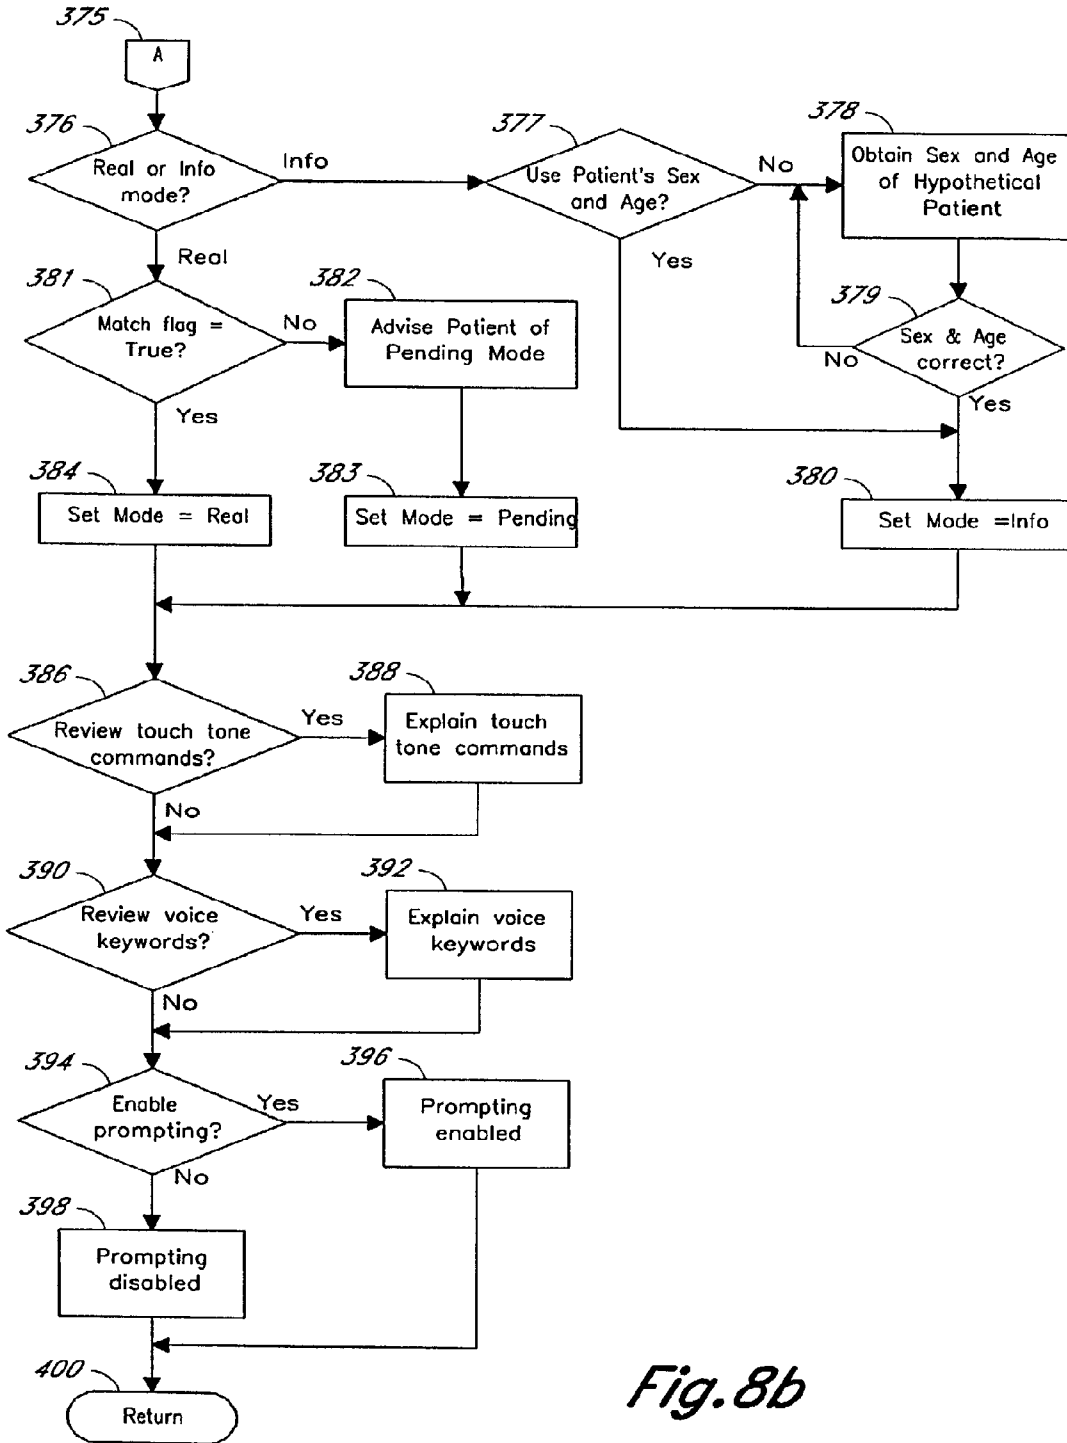 375
A
376
Real or Info
mode?
Info
377
Use Patient's Sex
and Age?
No
378
Obtain Sex and Age
of Hypothetical
Patient
Real
Yes
381
Match flag =
True?
No
382
Advise Patient of
Pending Mode
379
Sex & Age
correct?
No
Yes
Yes
384
Set Mode = Real
383
Set Mode = Pending
380
Set Mode =Info
386
Review touch tone
commands?
Yes
388
Explain touch
tone commands
No
390
Review voice
keywords?
Yes
392
Explain voice
keywords
No
394
Enable
prompting?
Yes
396
Prompting
enabled
No
398
Prompting
disabled
400
Return
Fig.8b